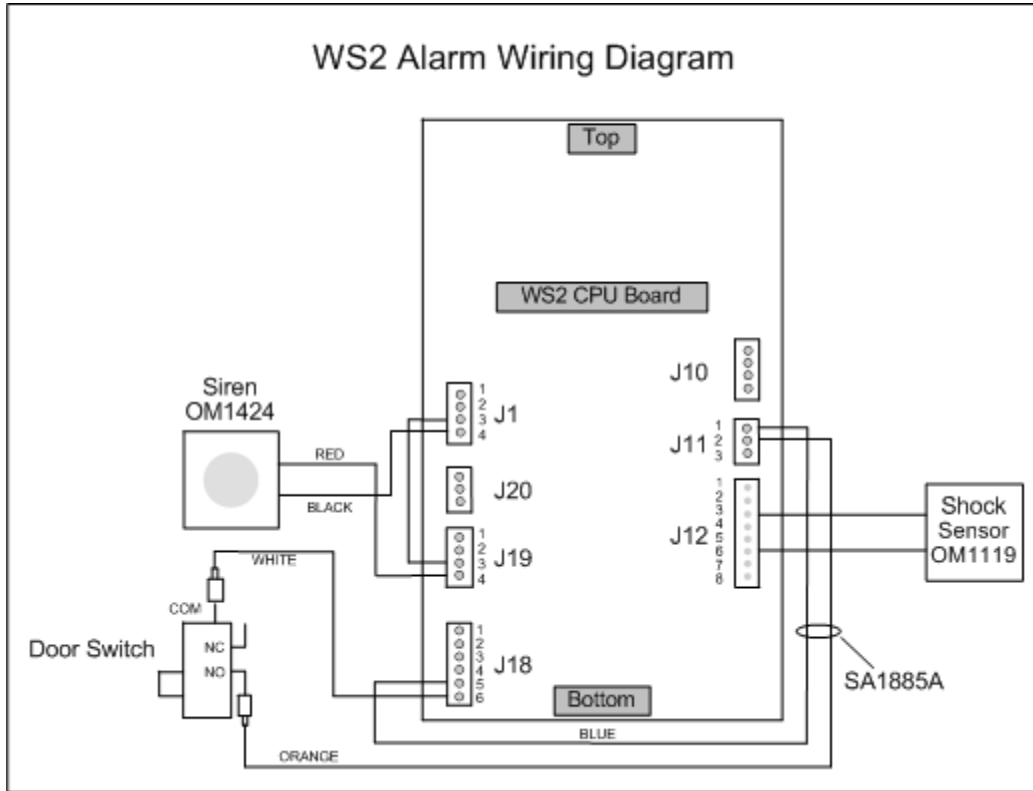 WS2 Alarm Wiring Diagram
Top
WS2 CPU Board
J10
Siren
OM1424
1
2
3
4
J1
J11
1
2
3
RED
BLACK
J20
J12
1
2
3
4
5
6
7
8
Shock
Sensor
OM1119
WHITE
1
2
3
4
J19
COM
NC
NO
Door Switch
1
2
3
4
5
6
J18
SA1885A
Bottom
BLUE
ORANGE